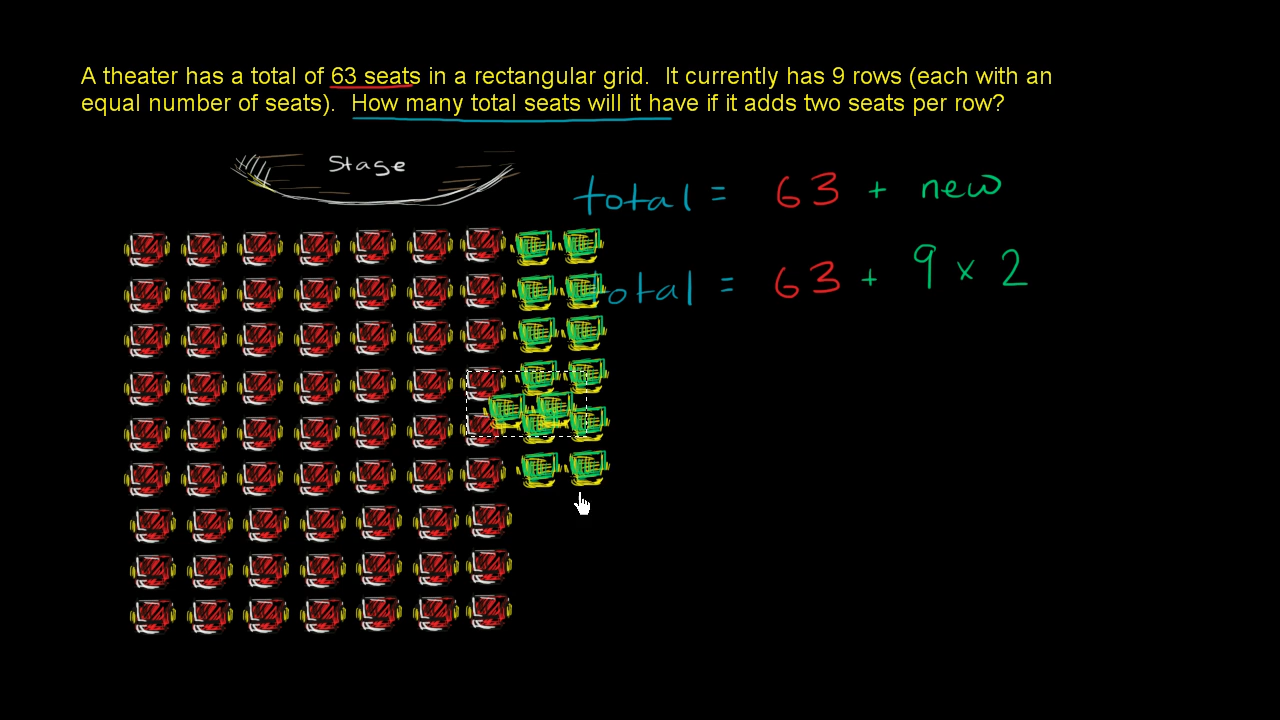 A theater has a total of 63 seats in a rectangular grid.  It currently has 9 rows (each with an
equal number of seats).  How many total seats will it have if it adds two seats per row?
Stage
total = 63 + new
total = 63 + 9 x 2